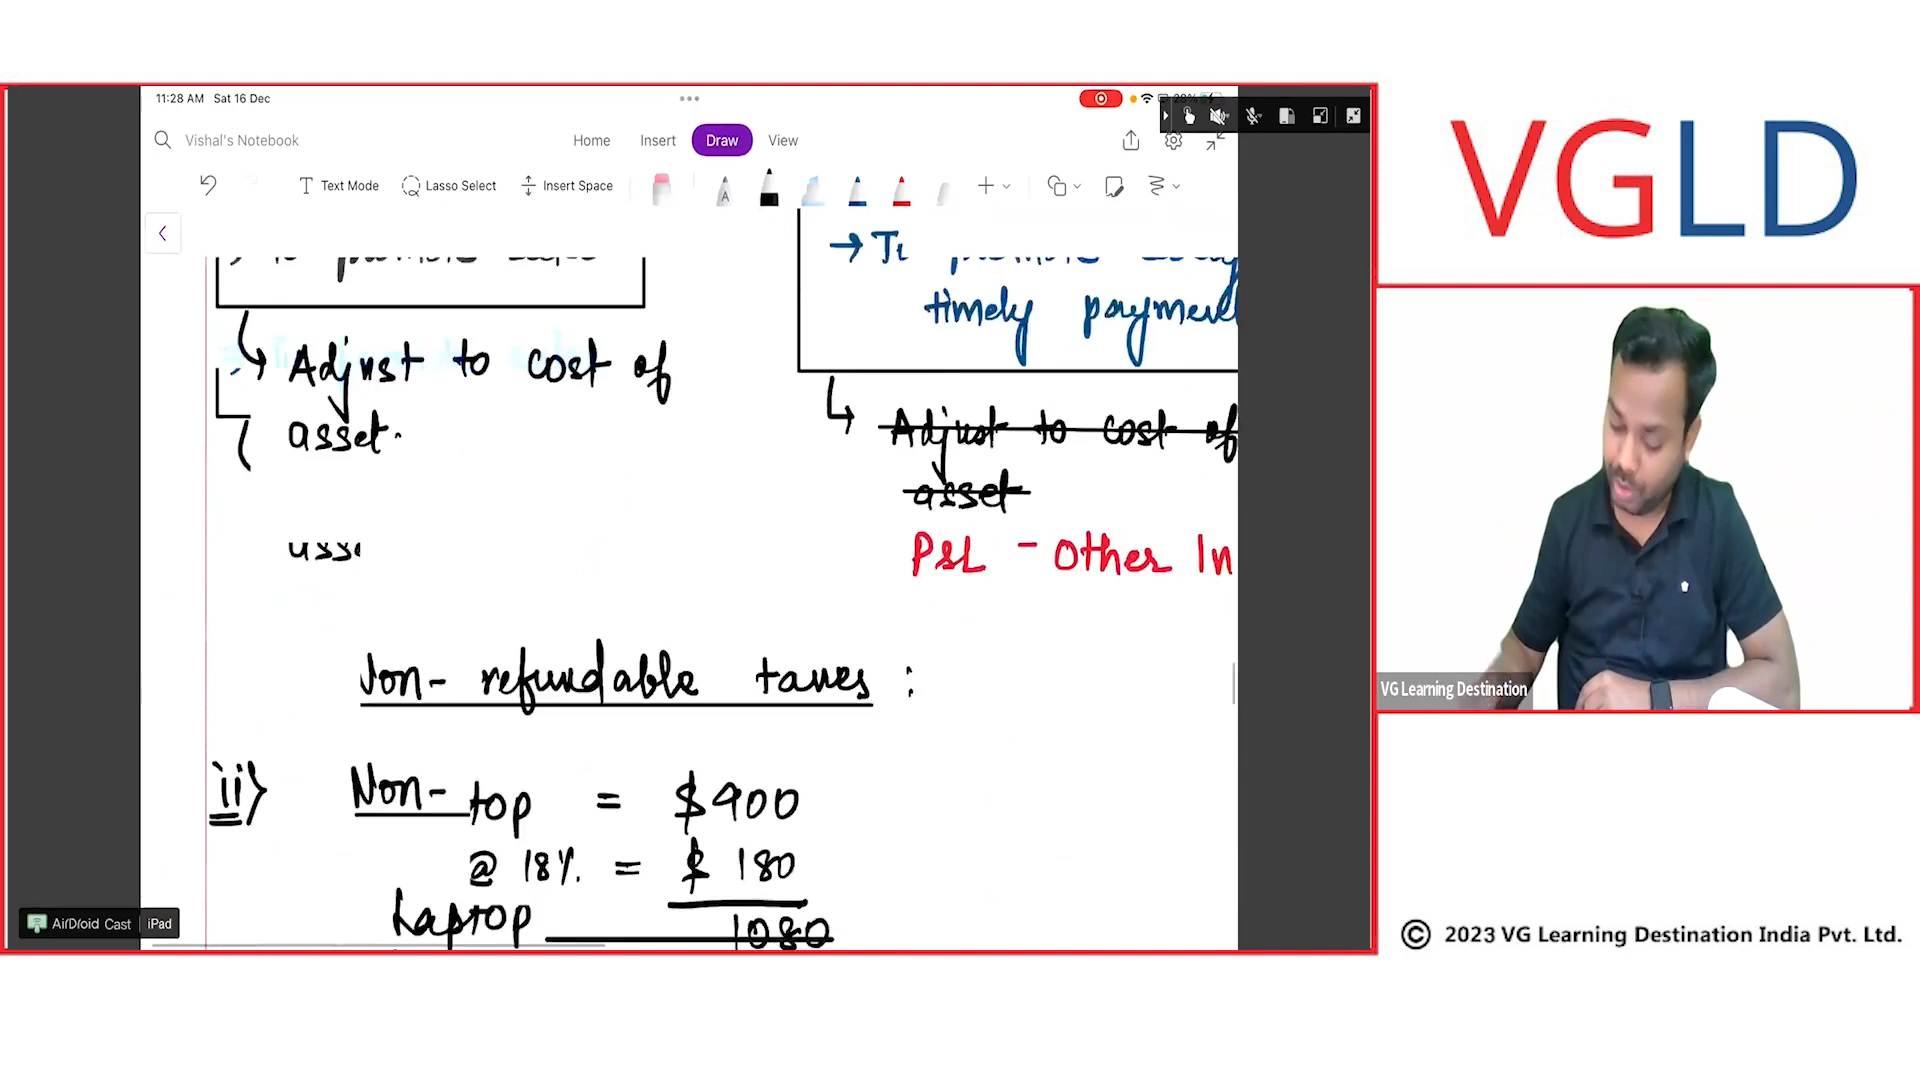 11:28 AM Sat 16 Dec
28%
Vishal's Notebook
Home Insert Draw View
Text Mode Lasso Select Insert Space
A
timely
Adjust to cost of
asset.
Adjust to cost of
asset
P&L - Other In
Non- refundable taxes :
ii) Non- top = $900
@ 18% = $ 180
Laptop 1080
AirDroid Cast iPad
VGLD
VG Learning Destination
© 2023 VG Learning Destination India Pvt. Ltd.